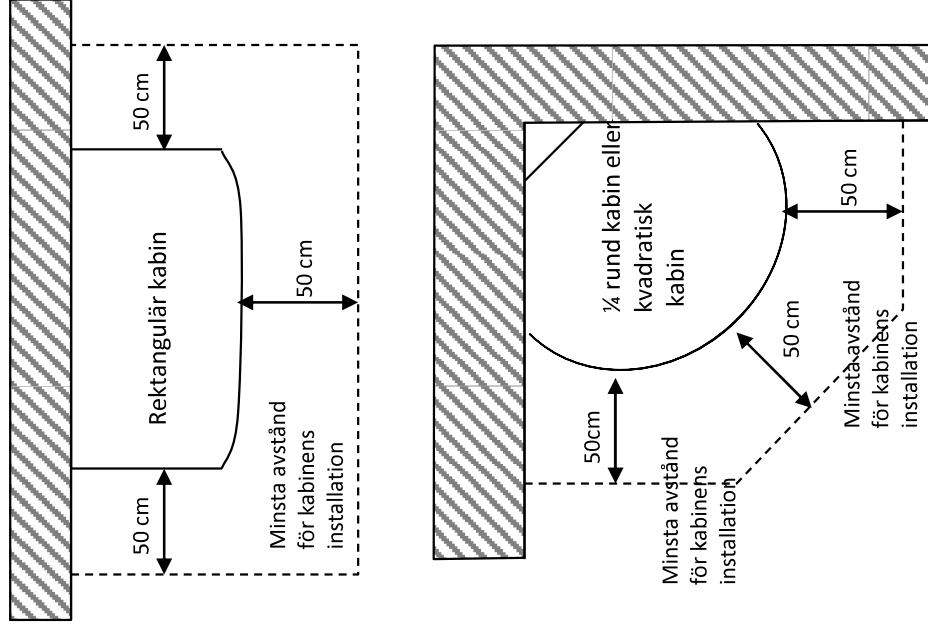 50 cm
Rektangulär kabin
50 cm
50 cm
Minsta avstånd
för kabinens
installation
¼ rund kabin eller
kvadratisk
kabin
50 cm
50 cm
50cm
Minsta avstånd
för kabinens
installation
Minsta avstånd
för kabinens
installation